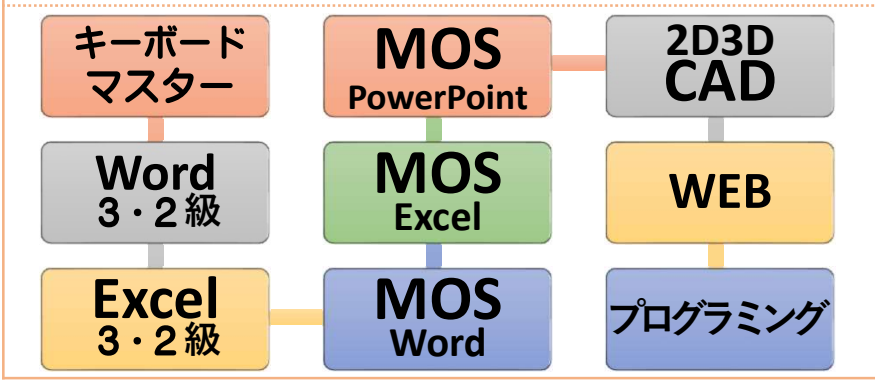 キーボード
マスター
Word
3・2級
Excel
3・2級
MOS
Word
MOS
Excel
MOS
PowerPoint
2D3D
CAD
WEB
プログラミング